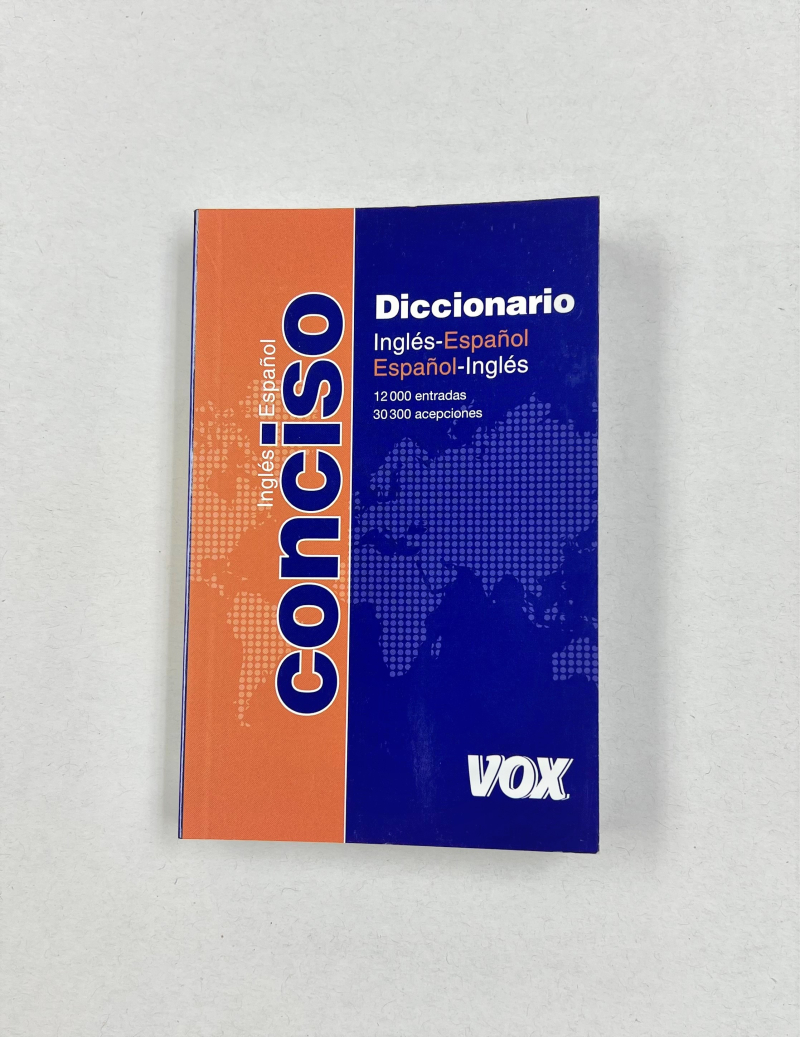 Inglés Español
conciso
Diccionario
Inglés-Español
Español-Inglés
12 000 entradas
30 300 acepciones
VOX